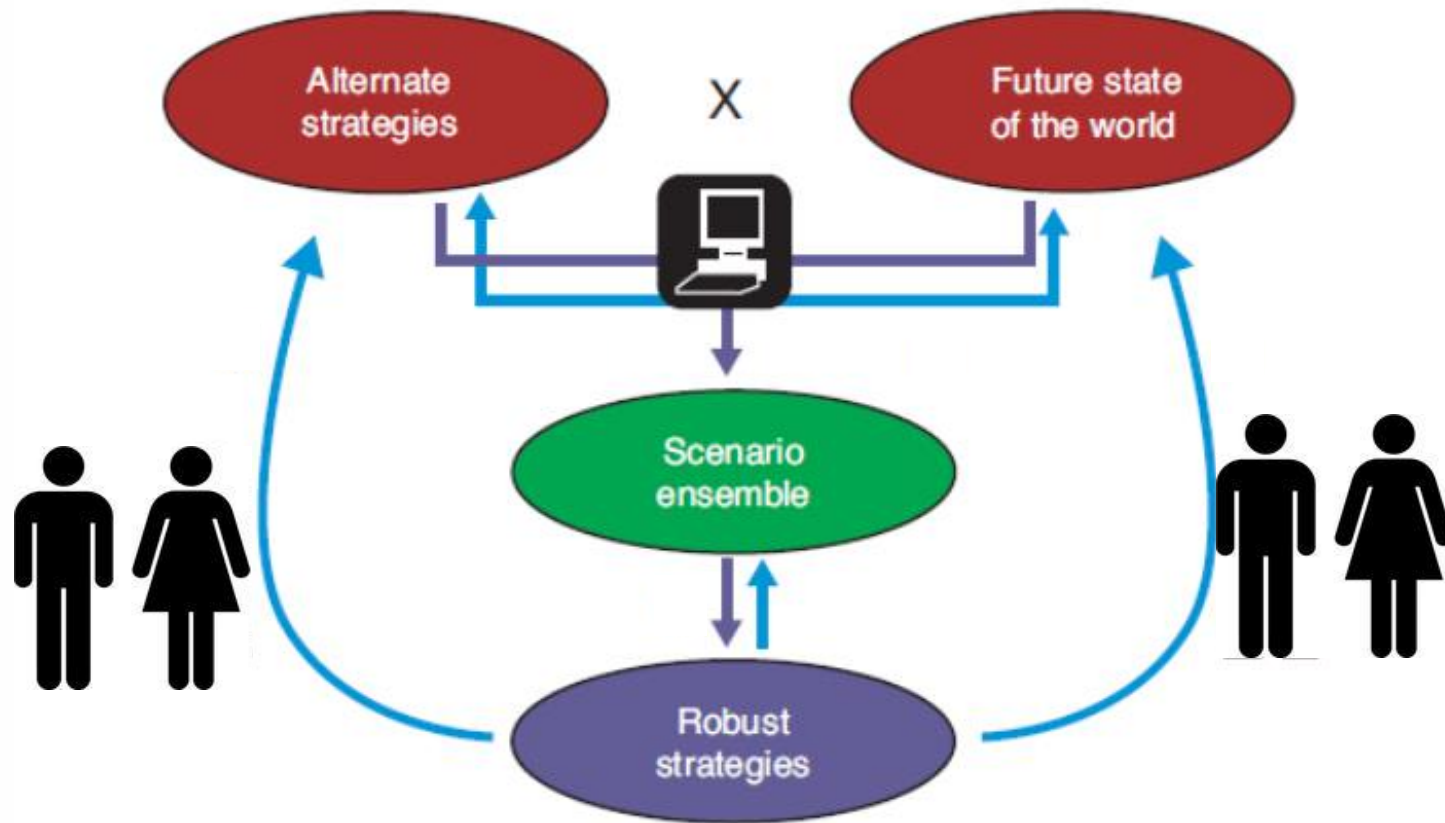 Alternate
strategies
X
Future state
of the world
Scenario
ensemble
Robust
strategies